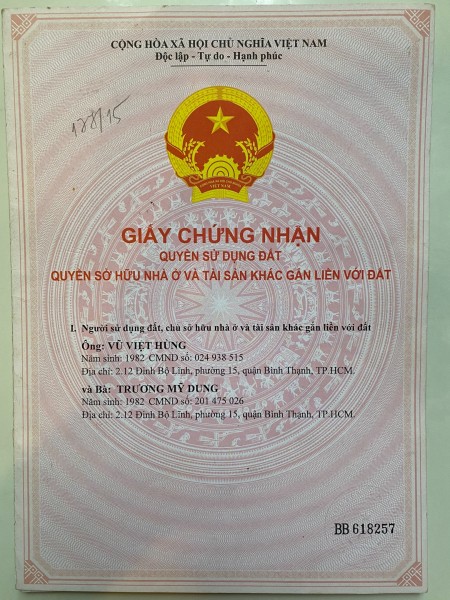 CỘNG HÒA XÃ HỘI CHỦ NGHĨA VIỆT NAM
Độc lập - Tự do - Hạnh phúc
128/15
VIỆT NAM
GIẤY CHỨNG NHẬN
QUYỀN SỬ DỤNG ĐẤT
QUYỀN SỞ HỮU NHÀ Ở VÀ TÀI SẢN KHÁC GẮN LIỀN VỚI ĐẤT
I. Người sử dụng đất, chủ sở hữu nhà ở và tài sản khác gắn liền với đất
Ông: VŨ VIỆT HÙNG
Năm sinh: 1982 CMND số: 024 938 515
Địa chỉ: 2.12 Đinh Bộ Lĩnh, phường 15, quận Bình Thạnh, TP.HCM.
và Bà: TRƯƠNG MỸ DUNG
Năm sinh: 1982 CMND số: 201 475 026
Địa chỉ: 2.12 Đinh Bộ Lĩnh, phường 15, quận Bình Thạnh, TP.HCM.
BB 618257